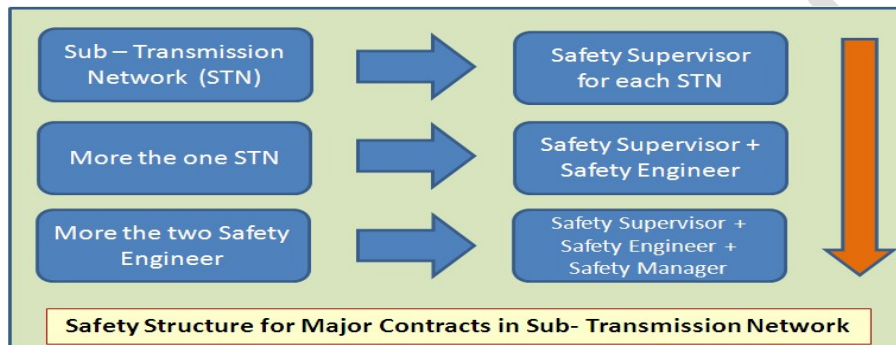 Sub – Transmission
Network (STN)
Safety Supervisor
for each STN
More the one STN
Safety Supervisor +
Safety Engineer
More the two Safety
Engineer
Safety Supervisor +
Safety Engineer +
Safety Manager
Safety Structure for Major Contracts in Sub- Transmission Network